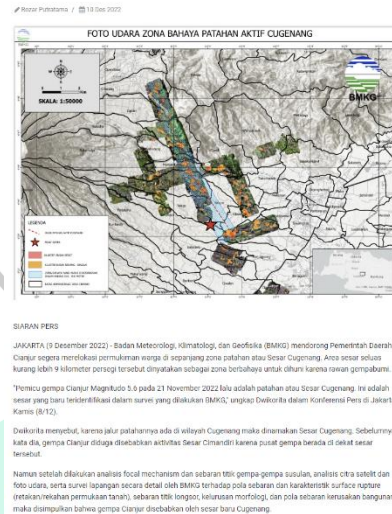 Rozar Putratama / 10 Des 2022
FOTO UDARA ZONA BAHAYA PATAHAN AKTIF CUGENANG
SKALA: 1:50000
BMKG
LEGENDA
SIARAN PERS
JAKARTA (9 Desember 2022) - Badan Meteorologi, Klimatologi, dan Geofisika (BMKG) mendorong Pemerintah Daerah
Cianjur segera merelokasi permukiman warga di sepanjang zona patahan atau Sesar Cugenang. Area sesar seluas
kurang lebih 9 kilometer persegi tersebut dinyatakan sebagai zona berbahaya untuk dihuni karena rawan gempabumi.
"Pemicu gempa Cianjur Magnitudo 5.6 pada 21 November 2022 lalu adalah patahan atau Sesar Cugenang. Ini adalah
sesar yang baru teridentifikasi dalam survei yang dilakukan BMKG," ungkap Dwikorita dalam Konferensi Pers di Jakarta
Kamis (8/12).
Dwikorita menyebut, karena jalur patahannya ada di wilayah Cugenang maka dinamakan Sesar Cugenang. Sebelumnya
kata dia, gempa Cianjur diduga disebabkan aktivitas Sesar Cimandiri karena pusat gempa berada di dekat sesar
tersebut.
Namun setelah dilakukan analisis focal mechanism dan sebaran titik gempa-gempa susulan, analisis citra satelit dan
foto udara, serta survei lapangan secara detail oleh BMKG terhadap pola sebaran dan karakteristik surface rupture
(retakan/rekahan permukaan tanah), sebaran titik longsor, kelurusan morfologi, dan pola sebaran kerusakan bangunan
maka disimpulkan bahwa gempa Cianjur disebabkan oleh sesar baru Cugenang.